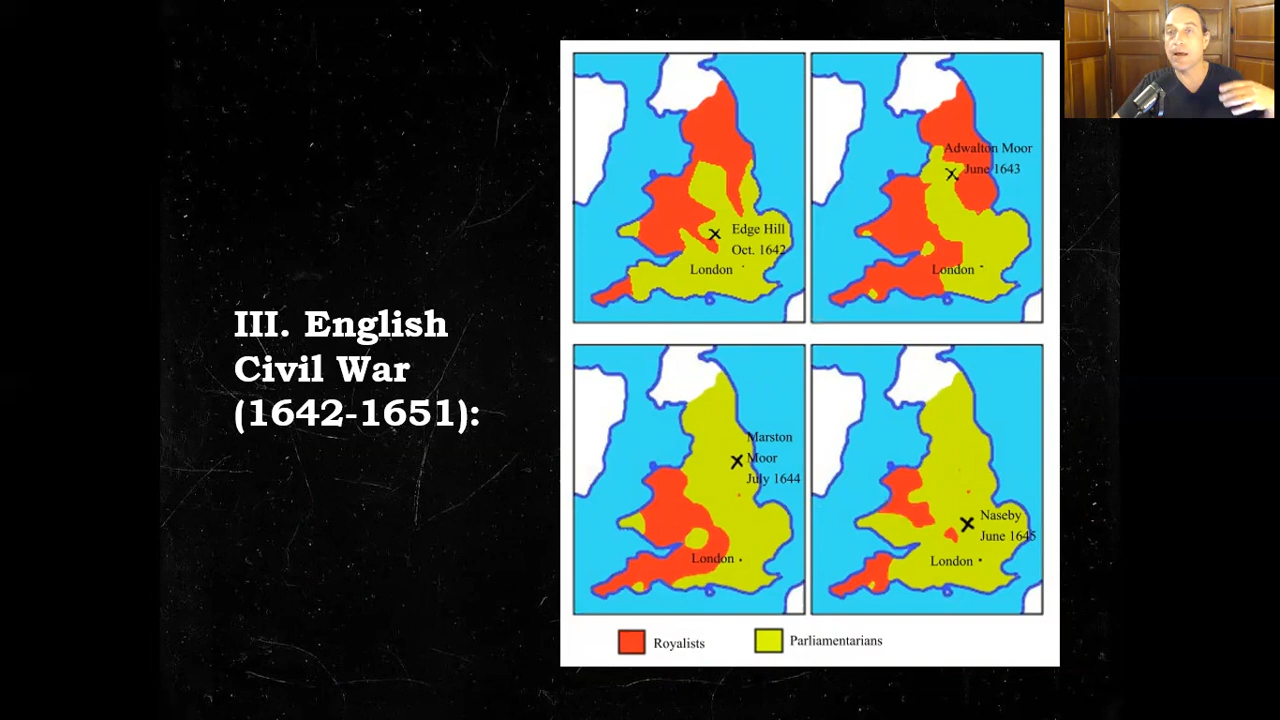 III. English
Civil War
(1642-1651):
Edge Hill
Oct. 1642
London
Adwalton Moor
June 1643
London
Marston
Moor
July 1644
London
Naseby
June 1645
London
Royalists
Parliamentarians